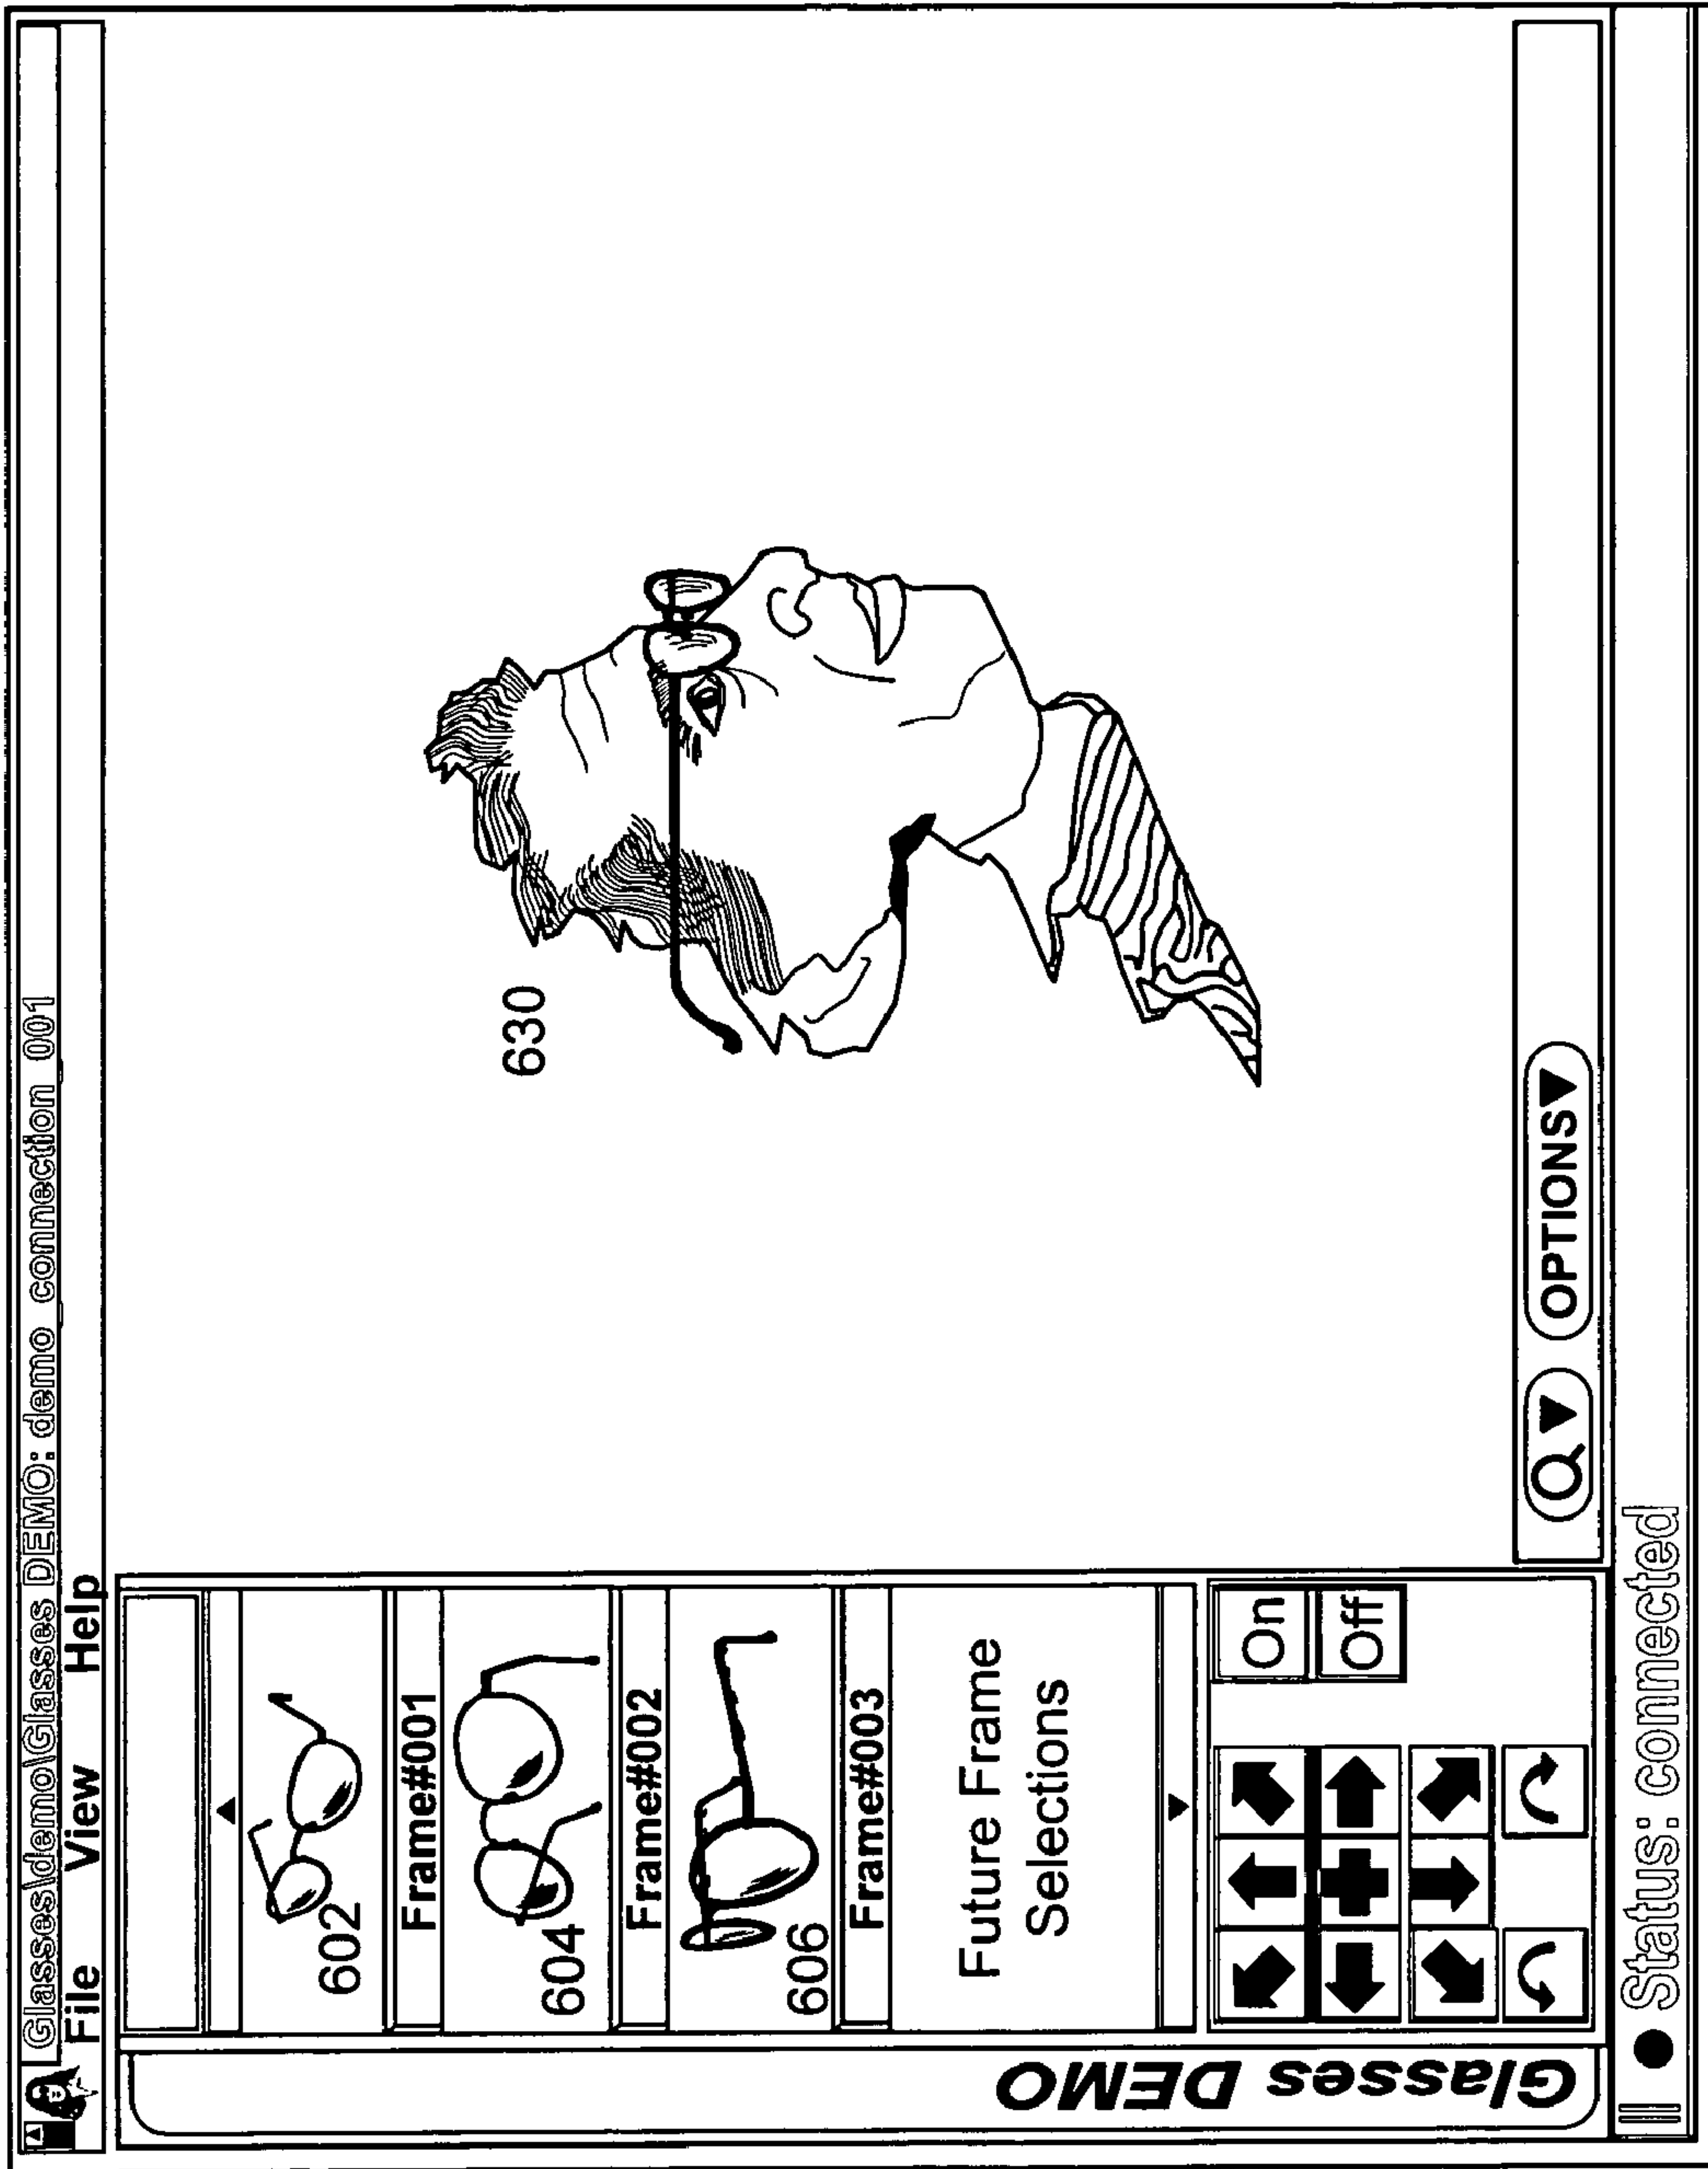 Glasses\demo\Glasses DEMO: demo connection 001
File View Help
602
Frame#001
604
Frame#002
606
Frame#003
Future Frame
Selections
On
Off
Glasses DEMO
630
OPTIONS
Status: connected